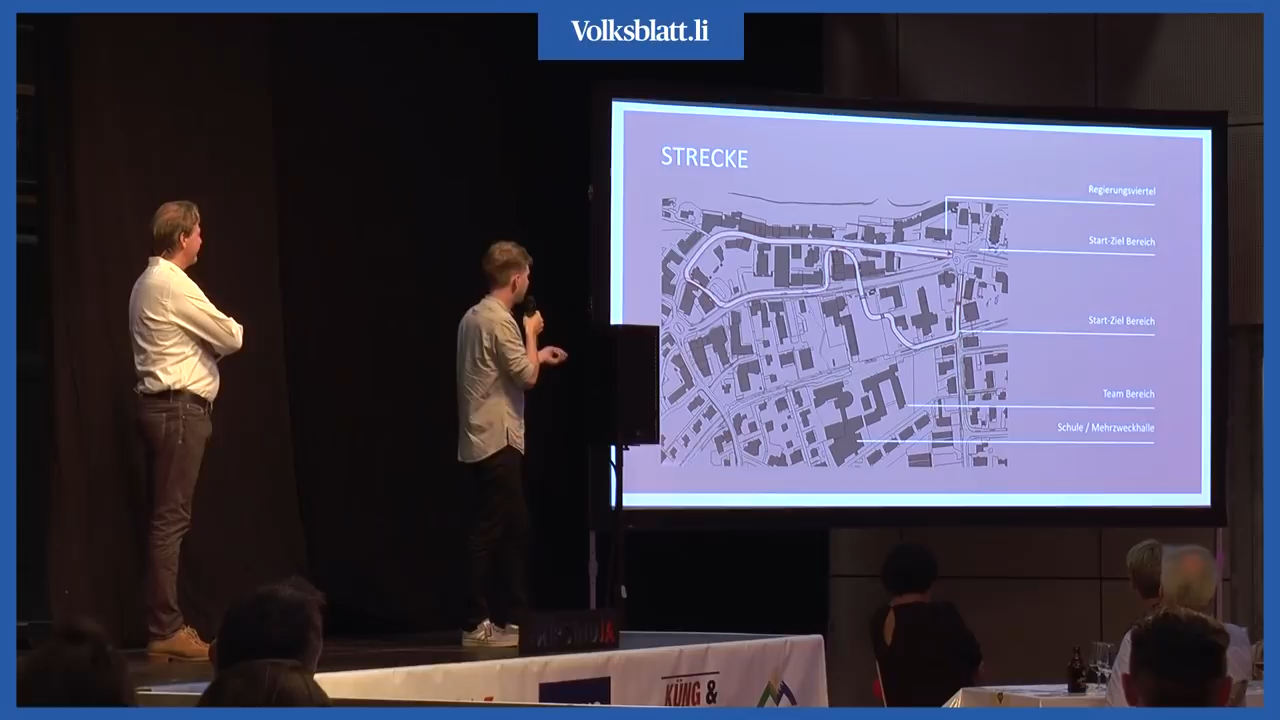 Volksblatt.li
STRECKE
Regierungsviertel
Start-Ziel Bereich
Start-Ziel Bereich
Team Bereich
Schule / Mehrzweckhalle
KÜNG &